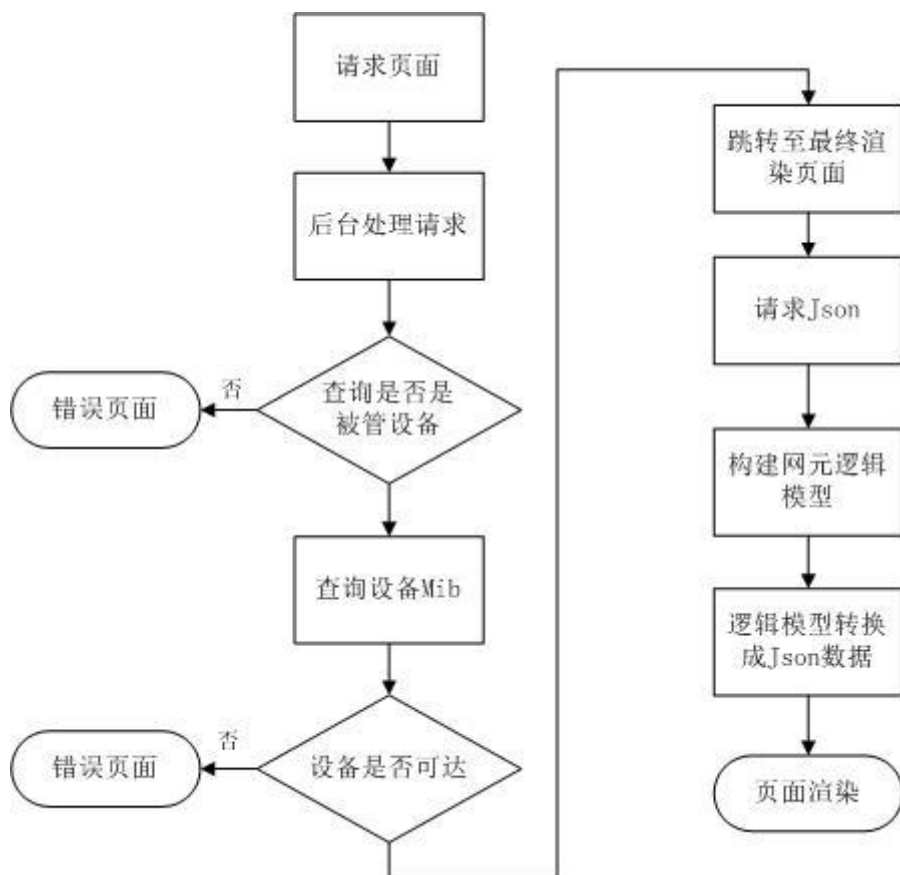 请求页面
后台处理请求
查询是否是
被管设备
否
错误页面
查询设备Mib
设备是否可达
否
错误页面
跳转至最终渲
染页面
请求Json
构建网元逻辑
模型
逻辑模型转换
成Json数据
页面渲染